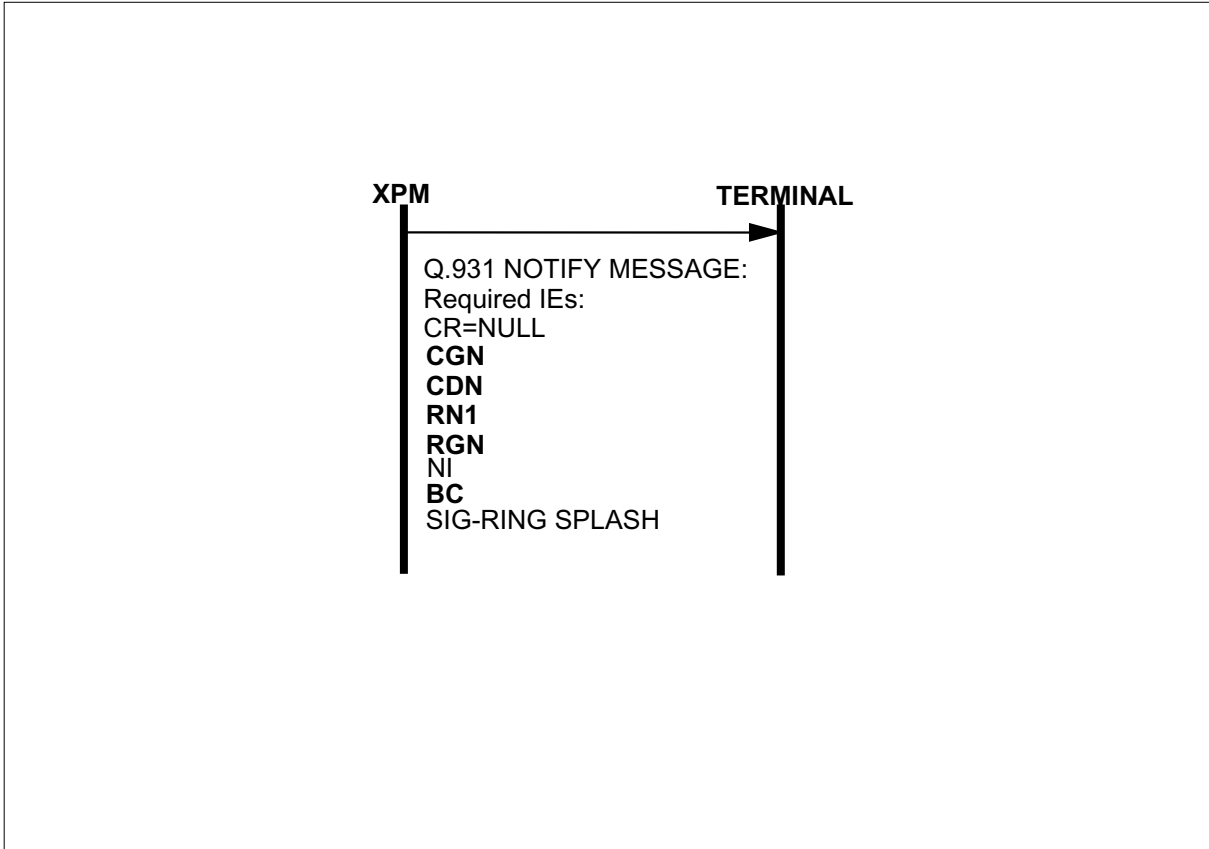 XPM TERMINAL
Q.931 NOTIFY MESSAGE:
Required IEs:
CR=NULL
CGN
CDN
RN1
RGN
NI
BC
SIG-RING SPLASH